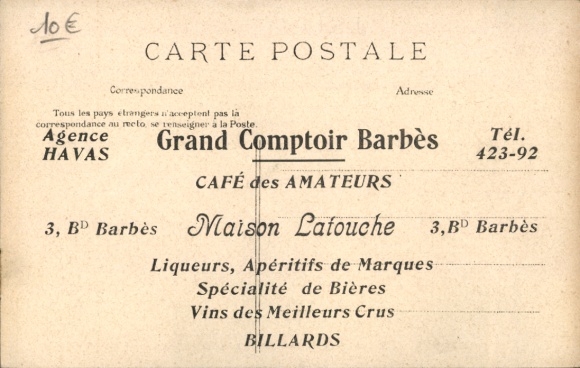 10 €
CARTE POSTALE
Correspondance Adresse
Tous les pays étrangers n'acceptent pas la
correspondance au recto, se renseigner à la Poste.
Agence HAVAS
Grand Comptoir Barbès
Tél. 423-92
CAFÉ des AMATEURS
3, Bᴰ Barbès Maison Latouche 3, Bᴰ Barbès
Liqueurs, Apéritifs de Marques
Spécialité de Bières
Vins des Meilleurs Crus
BILLARDS